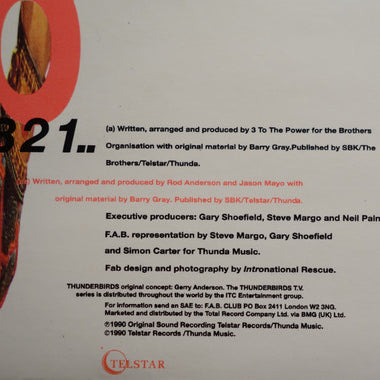 321..
(a) Written, arranged and produced by 3 To The Power for the Brothers
Organisation with original material by Barry Gray.Published by SBK/The
Brothers/Telstar/Thunda.
Written, arranged and produced by Rod Anderson and Jason Mayo with
original material by Barry Gray. Published by SBK/Telstar/Thunda.
Executive producers: Gary Shoefield, Steve Margo and Neil
F.A.B. representation by Steve Margo, Gary Shoefield
and Simon Carter for Thunda Music.
Fab design and photography by Intronational Rescue.
THUNDERBIRDS original concept: Gerry Anderson. The THUNDERBIRDS T.V.
series is distributed throughout the world by the ITC Entertainment group.
For information send an SAE to: F.A.B. CLUB PO Box 2411 London W2 3NG.
Marketed and distributed by the Total Record Company Ltd. via BMG (UK) Ltd.
℗1990 Original Sound Recording Telstar Records/Thunda Music.
©1990 Telstar Records /Thunda Music.
TELSTAR